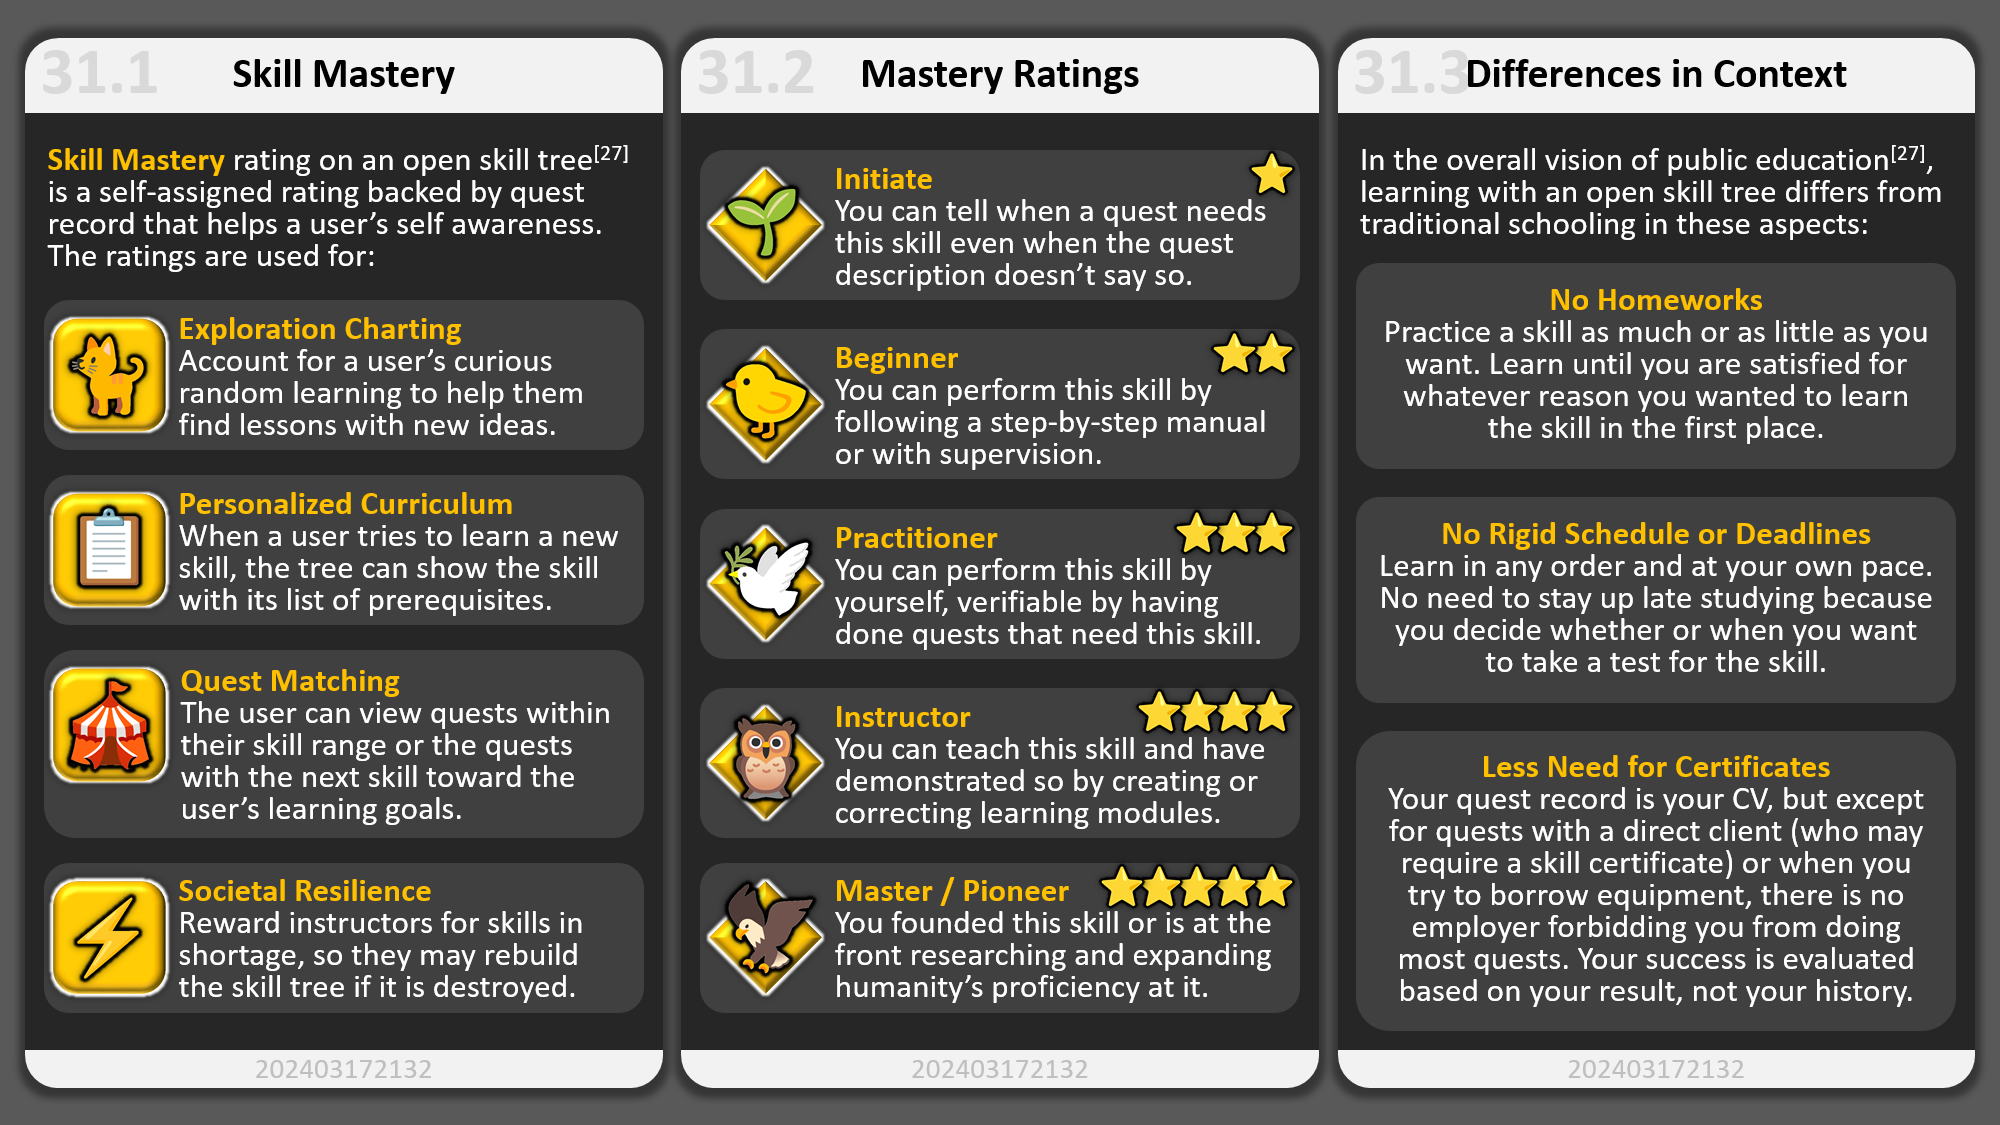 31.1 Skill Mastery
Skill Mastery rating on an open skill tree[27]
is a self-assigned rating backed by quest
record that helps a user’s self awareness.
The ratings are used for:
Exploration Charting
Account for a user’s curious
random learning to help them
find lessons with new ideas.
Personalized Curriculum
When a user tries to learn a new
skill, the tree can show the skill
with its list of prerequisites.
Quest Matching
The user can view quests within
their skill range or the quests
with the next skill toward the
user’s learning goals.
Societal Resilience
Reward instructors for skills in
shortage, so they may rebuild
the skill tree if it is destroyed.
202403172132
31.2 Mastery Ratings
Initiate
You can tell when a quest needs
this skill even when the quest
description doesn’t say so.
Beginner
You can perform this skill by
following a step-by-step manual
or with supervision.
Practitioner
You can perform this skill by
yourself, verifiable by having
done quests that need this skill.
Instructor
You can teach this skill and have
demonstrated so by creating or
correcting learning modules.
Master / Pioneer
You founded this skill or is at the
front researching and expanding
humanity’s proficiency at it.
202403172132
31.3 Differences in Context
In the overall vision of public education[27],
learning with an open skill tree differs from
traditional schooling in these aspects:
No Homeworks
Practice a skill as much or as little as you
want. Learn until you are satisfied for
whatever reason you wanted to learn
the skill in the first place.
No Rigid Schedule or Deadlines
Learn in any order and at your own pace.
No need to stay up late studying because
you decide whether or when you want
to take a test for the skill.
Less Need for Certificates
Your quest record is your CV, but except
for quests with a direct client (who may
require a skill certificate) or when you
try to borrow equipment, there is no
employer forbidding you from doing
most quests. Your success is evaluated
based on your result, not your history.
202403172132